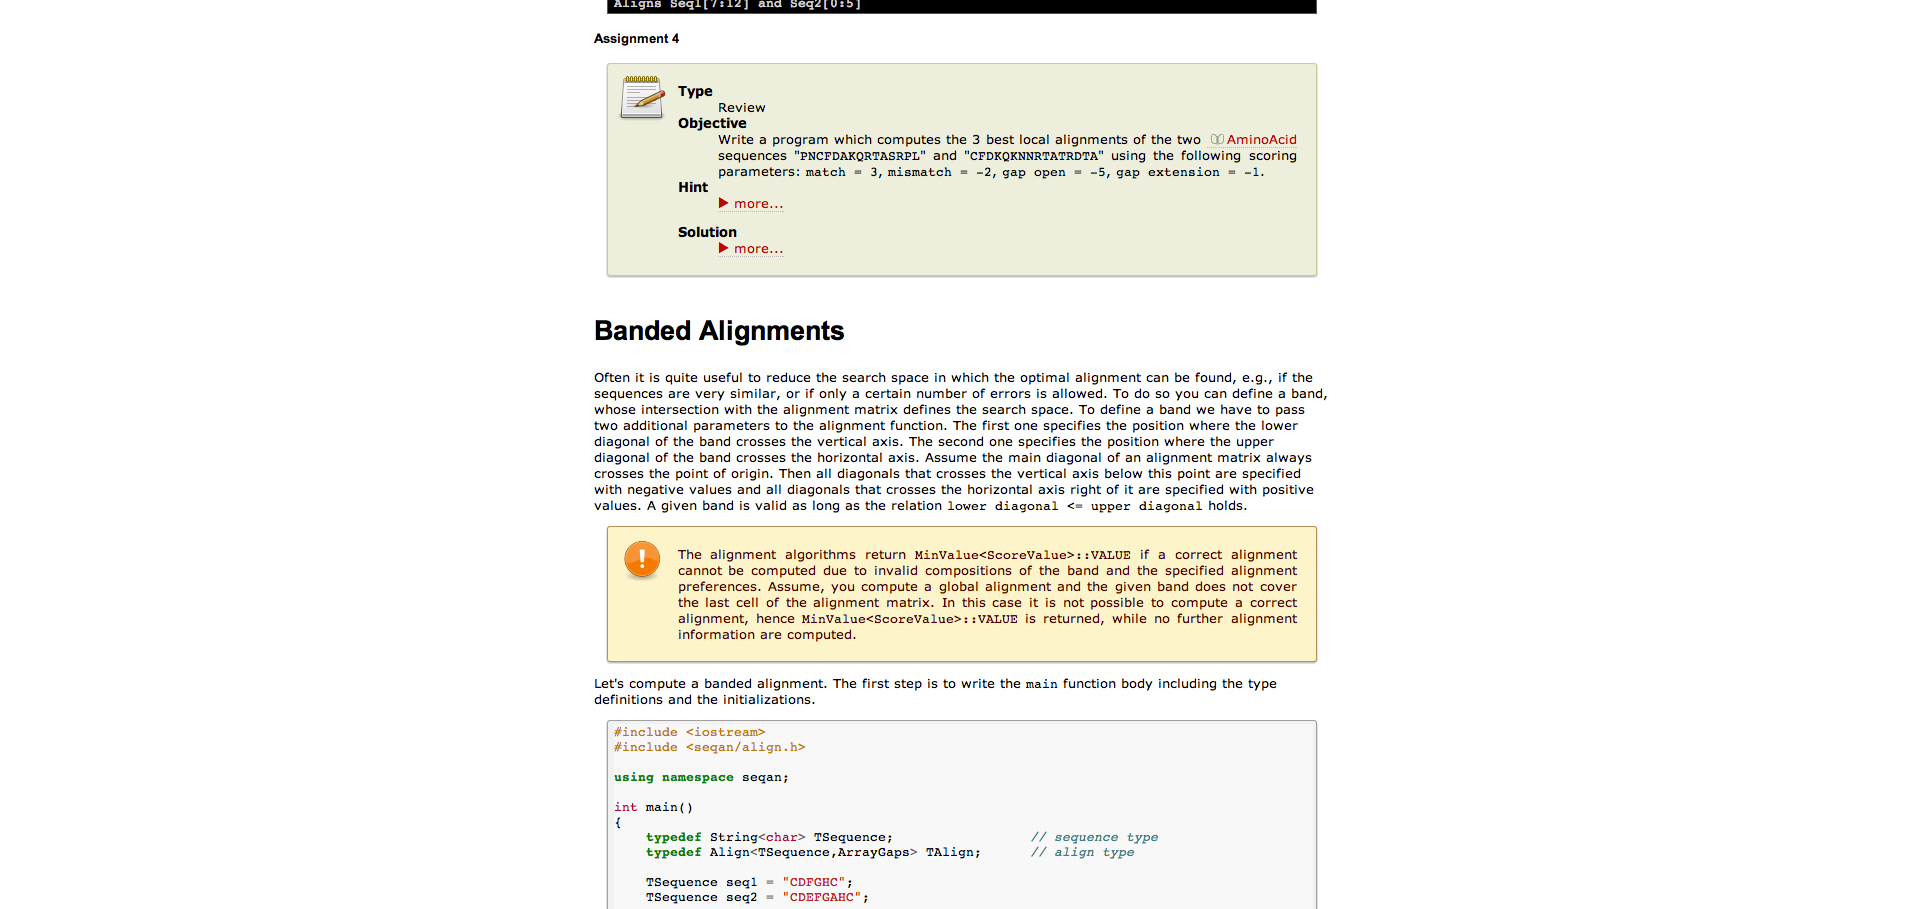 Aligns Seq1[7:12] and Seq2[0:5]
Assignment 4
Type
Review
Objective
Write a program which computes the 3 best local alignments of the two AminoAcid
sequences "PNCFDAKQRTASRPL" and "CFDKQKNNRTATRDTA" using the following scoring
parameters: match = 3, mismatch = -2, gap open = -5, gap extension = -1.
Hint
▶ more...
Solution
▶ more...
Banded Alignments
Often it is quite useful to reduce the search space in which the optimal alignment can be found, e.g., if the
sequences are very similar, or if only a certain number of errors is allowed. To do so you can define a band,
whose intersection with the alignment matrix defines the search space. To define a band we have to pass
two additional parameters to the alignment function. The first one specifies the position where the lower
diagonal of the band crosses the vertical axis. The second one specifies the position where the upper
diagonal of the band crosses the horizontal axis. Assume the main diagonal of an alignment matrix always
crosses the point of origin. Then all diagonals that crosses the vertical axis below this point are specified
with negative values and all diagonals that crosses the horizontal axis right of it are specified with positive
values. A given band is valid as long as the relation lower diagonal <= upper diagonal holds.
The alignment algorithms return MinValue<ScoreValue>::VALUE if a correct alignment
cannot be computed due to invalid compositions of the band and the specified alignment
preferences. Assume, you compute a global alignment and the given band does not cover
the last cell of the alignment matrix. In this case it is not possible to compute a correct
alignment, hence MinValue<ScoreValue>::VALUE is returned, while no further alignment
information are computed.
Let's compute a banded alignment. The first step is to write the main function body including the type
definitions and the initializations.
#include <iostream>
#include <seqan/align.h>
using namespace seqan;
int main()
{
typedef String<char> TSequence; // sequence type
typedef Align<TSequence,ArrayGaps> TAlign; // align type
TSequence seq1 = "CDFGHC";
TSequence seq2 = "CDEFGAHC";